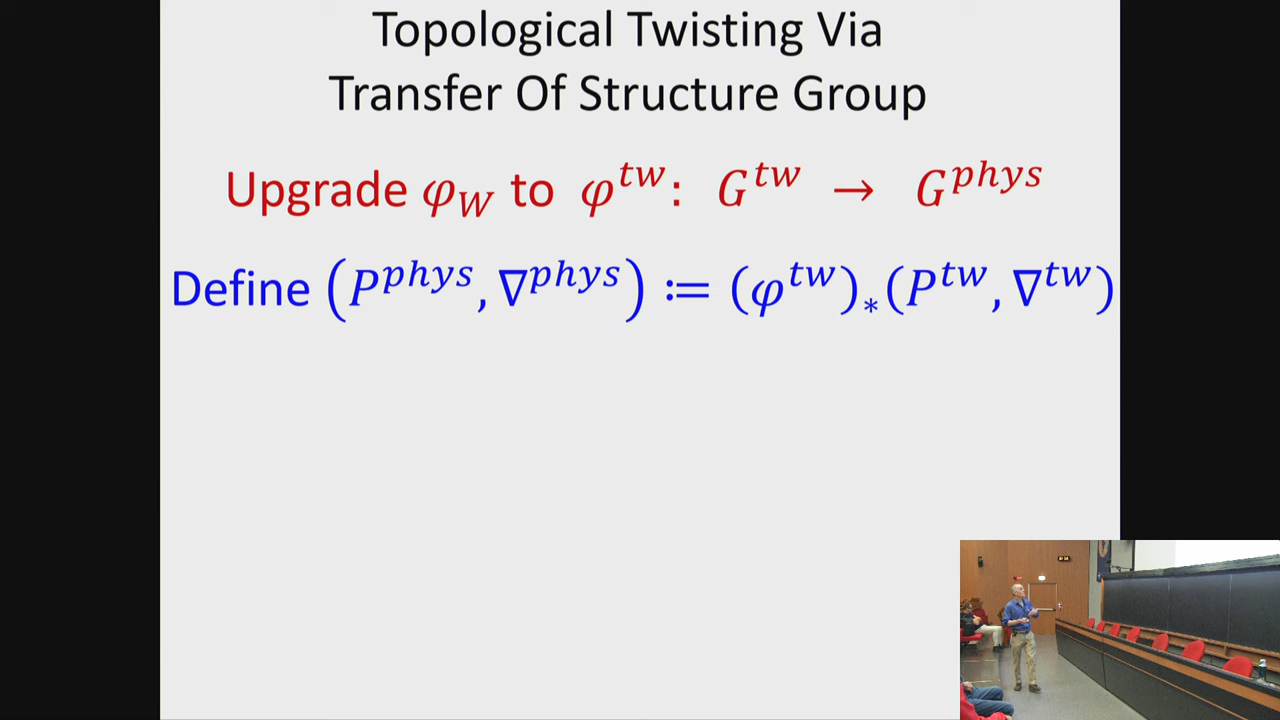 Topological Twisting Via
Transfer Of Structure Group
Upgrade φ_W to φ^{tw}: G^{tw} → G^{phys}
Define (P^{phys}, ∇^{phys}) ≔ (φ^{tw})_* (P^{tw}, ∇^{tw})